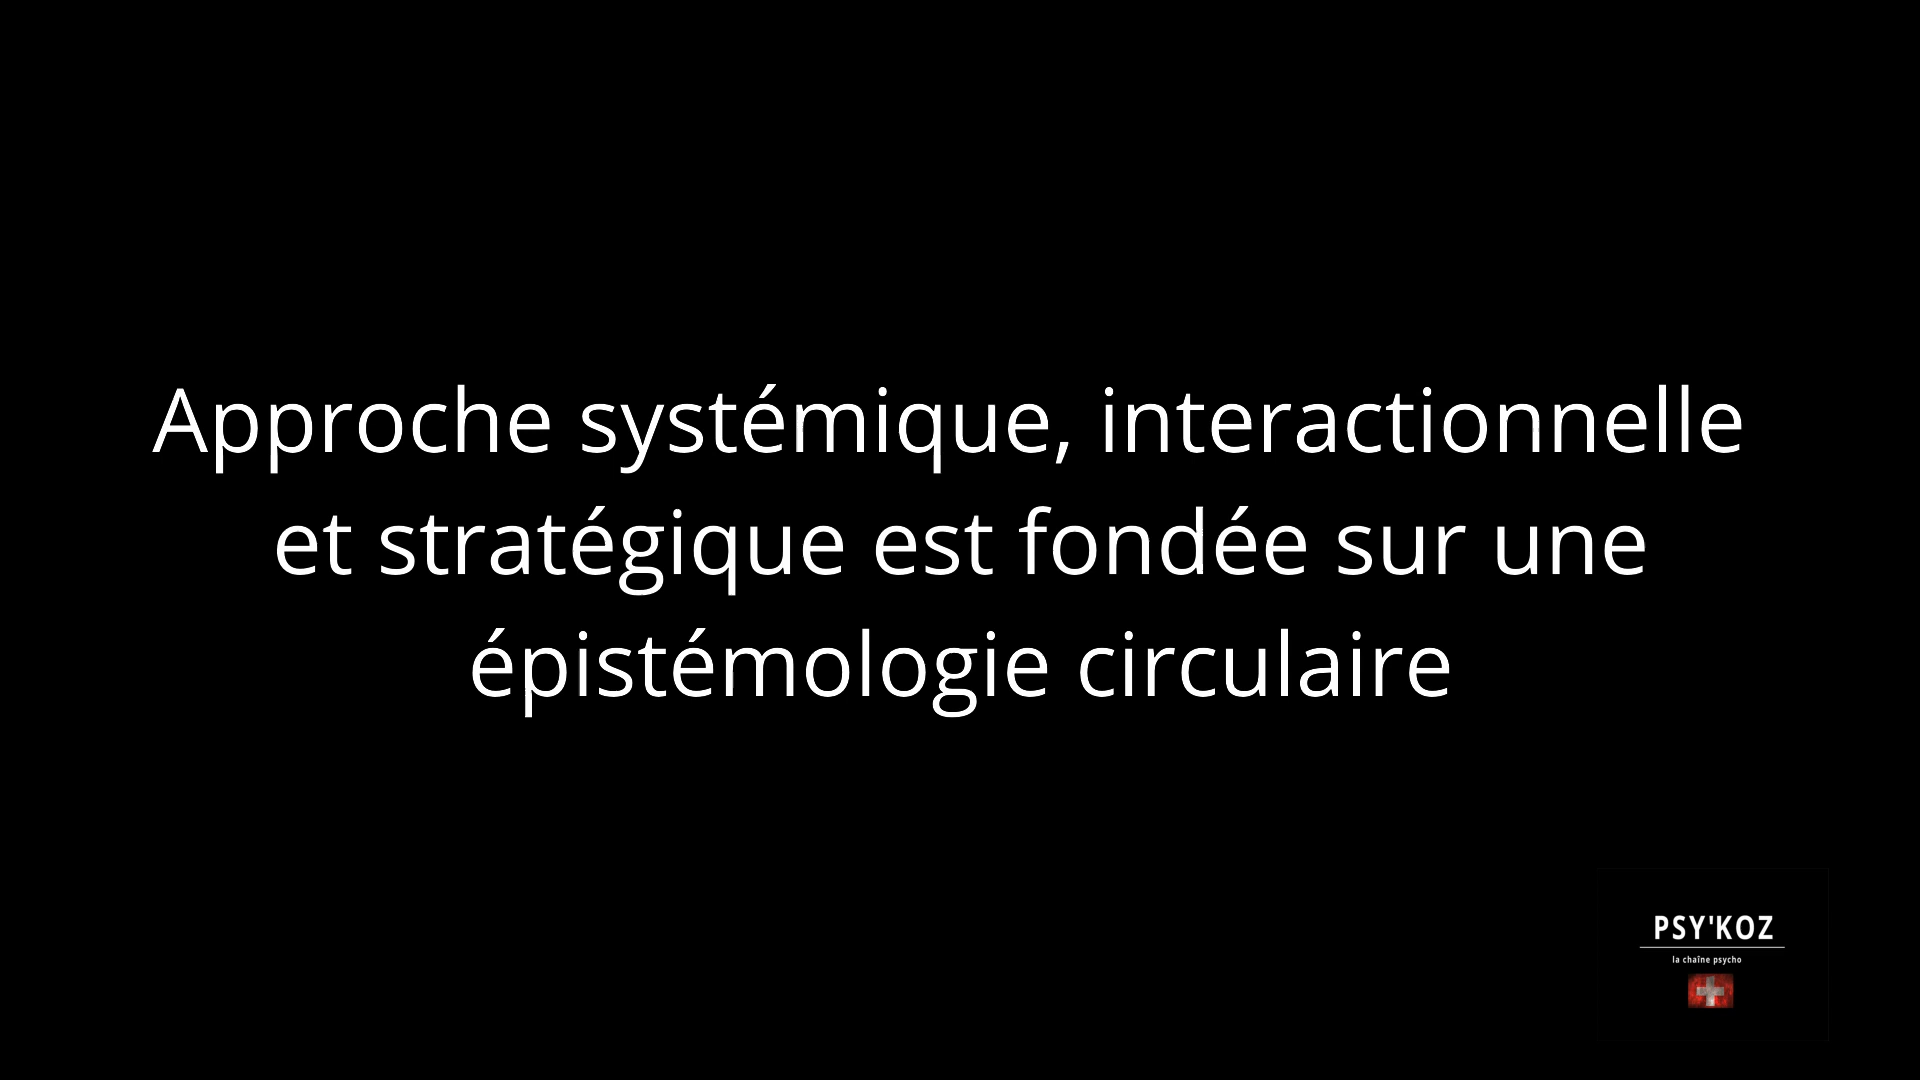 Approche systémique, interactionnelle
et stratégique est fondée sur une
épistémologie circulaire
PSY'KOZ
la chaîne psycho